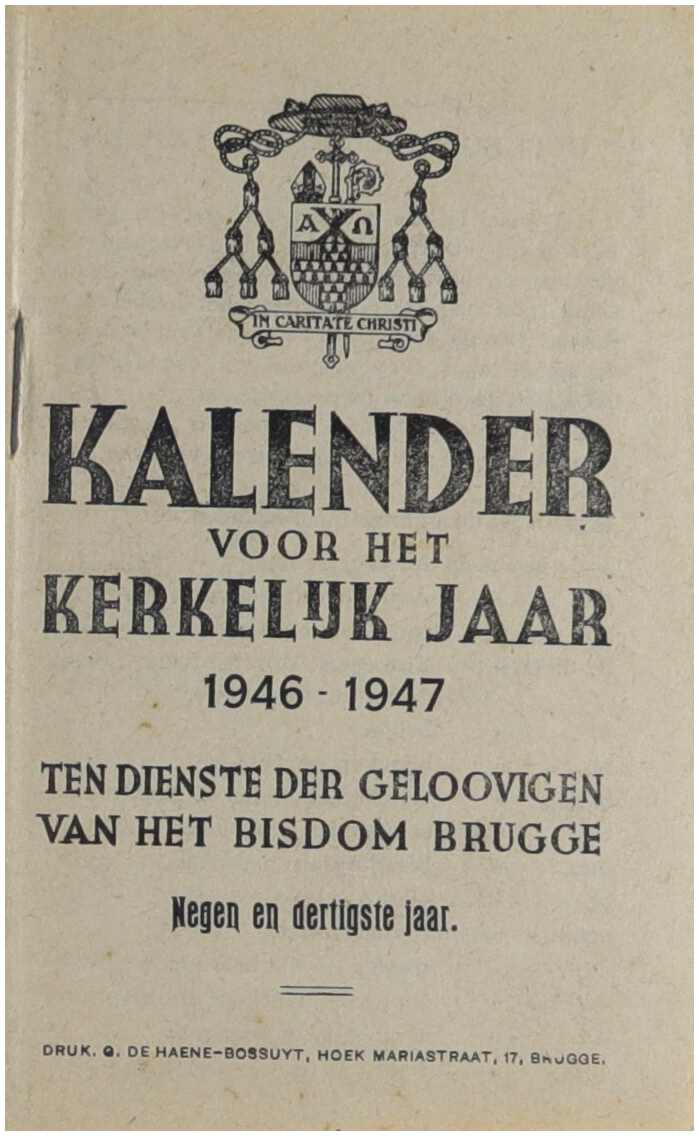 Α Ω
IN CARITATE CHRISTI
KALENDER
VOOR HET
KERKELIJK JAAR
1946 - 1947
TEN DIENSTE DER GELOOVIGEN
VAN HET BISDOM BRUGGE
Negen en dertigste jaar.
DRUK. G. DE HAENE-BOSSUYT, HOEK MARIASTRAAT, 17, BRUGGE.